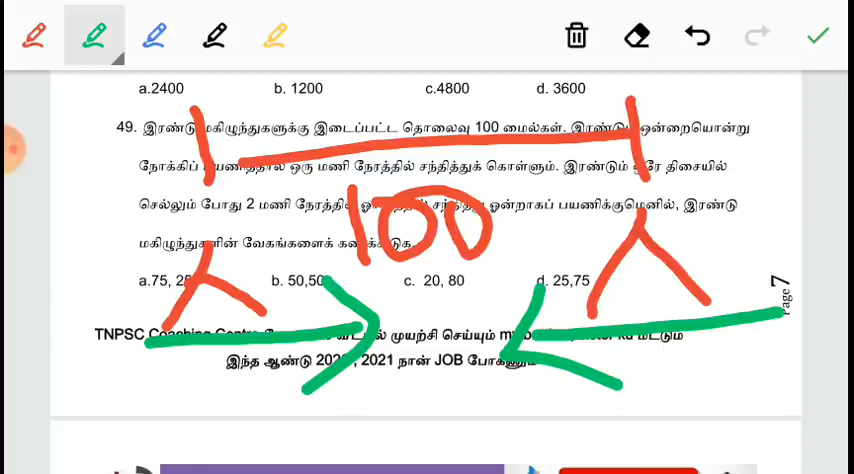 a.2400 b. 1200 c.4800 d. 3600
49. இரண்டு மகிழுந்துகளுக்கு இடைப்பட்ட தொலைவு 100 மைல்கள். இரண்டும் ஒன்றையொன்று
நோக்கிப் பயணித்தால் ஒரு மணி நேரத்தில் சந்தித்துக் கொள்ளும். இரண்டும் ஒரே திசையில்
செல்லும் போது 2 மணி நேரத்தில் சந்தித்து ஒன்றாகப் பயணிக்குமெனில், இரண்டு
மகிழுந்துகளின் வேகங்களைக் கணக்கிடுக.
100
a.75, 25 b. 50,50 c. 20, 80 d. 25,75
Page 7
TNPSC Coaching Centre முயற்சி செய்யும் மட்டும்
இந்த ஆண்டு 2020, 2021 நான் JOB போகணும்